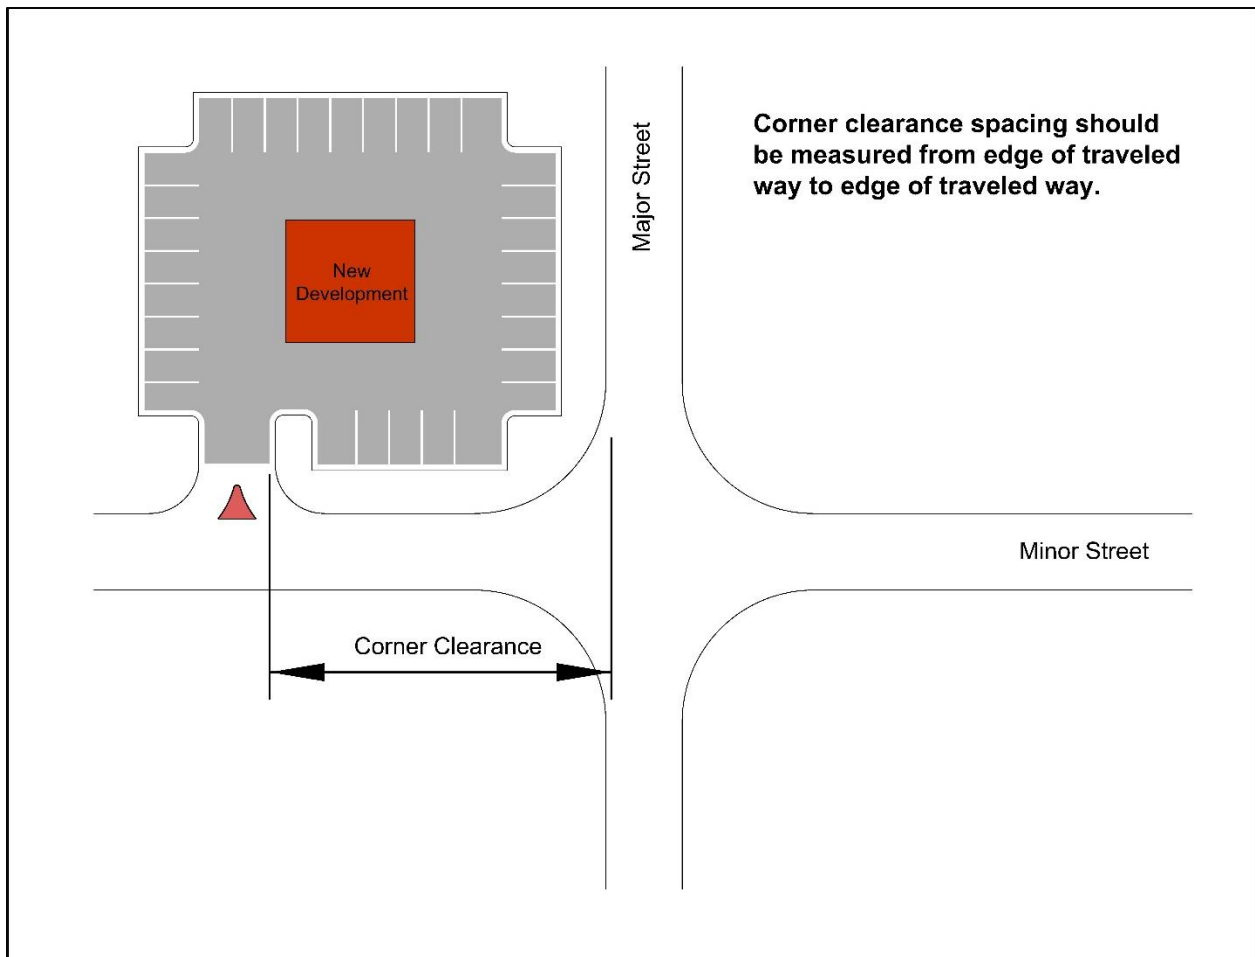 Corner clearance spacing should
be measured from edge of traveled
way to edge of traveled way.
Major Street
New
Development
Minor Street
Corner Clearance